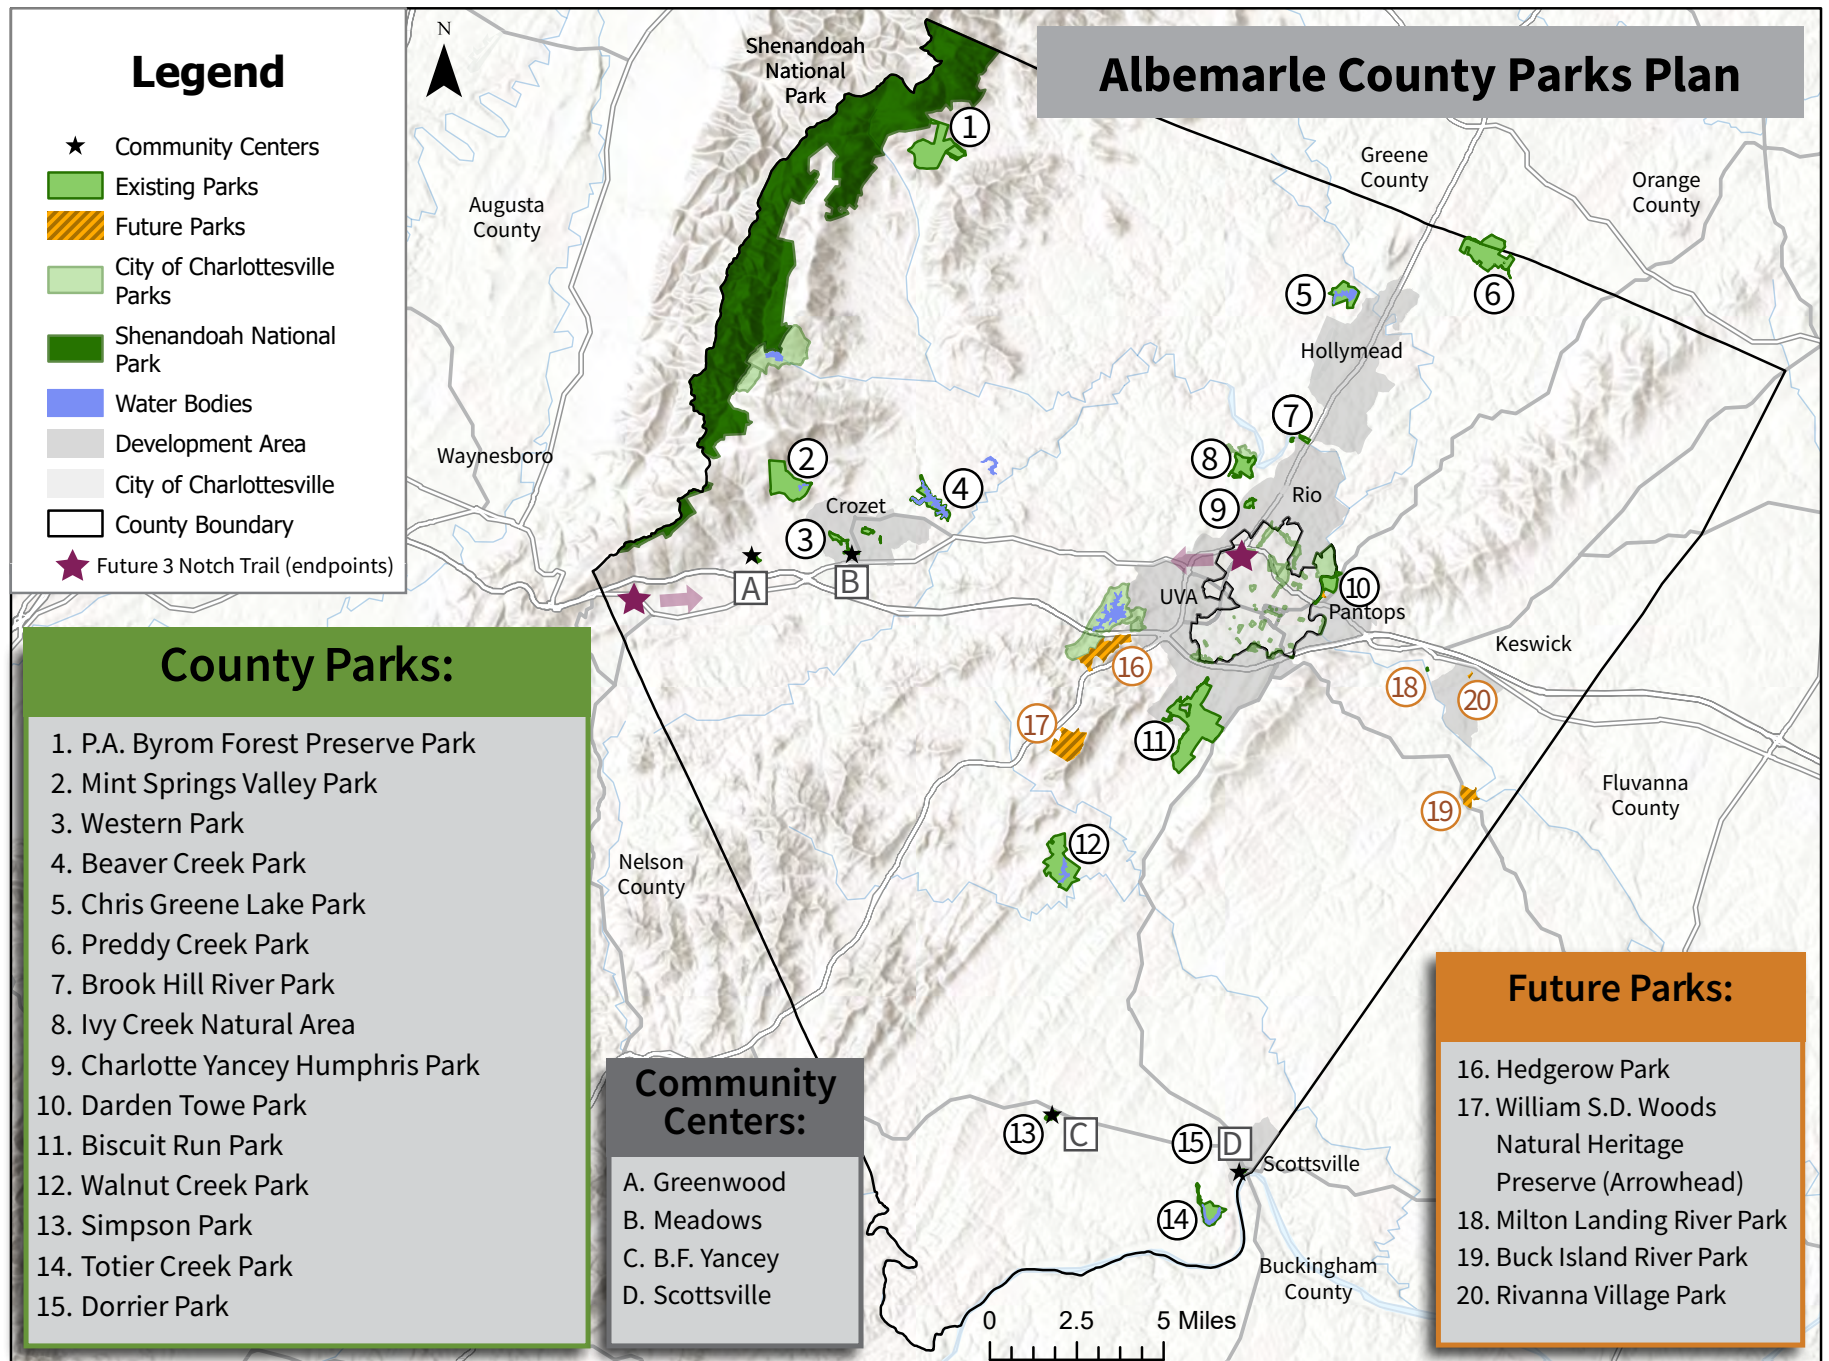 Albemarle County Parks Plan
Legend
Community Centers
Existing Parks
Future Parks
City of Charlottesville
Parks
Shenandoah National
Park
Water Bodies
Development Area
City of Charlottesville
County Boundary
Future 3 Notch Trail (endpoints)
N
Shenandoah
National
Park
Augusta
County
Waynesboro
Greene
County
Orange
County
Hollymead
Crozet
Rio
UVA
Pantops
Keswick
Fluvanna
County
Nelson
County
Scottsville
Buckingham
County
1
2
3
4
5
6
7
8
9
10
11
12
13
14
15
16
17
18
19
20
A
B
C
D
County Parks:
1. P.A. Byrom Forest Preserve Park
2. Mint Springs Valley Park
3. Western Park
4. Beaver Creek Park
5. Chris Greene Lake Park
6. Preddy Creek Park
7. Brook Hill River Park
8. Ivy Creek Natural Area
9. Charlotte Yancey Humphris Park
10. Darden Towe Park
11. Biscuit Run Park
12. Walnut Creek Park
13. Simpson Park
14. Totier Creek Park
15. Dorrier Park
Community
Centers:
A. Greenwood
B. Meadows
C. B.F. Yancey
D. Scottsville
Future Parks:
16. Hedgerow Park
17. William S.D. Woods
Natural Heritage
Preserve (Arrowhead)
18. Milton Landing River Park
19. Buck Island River Park
20. Rivanna Village Park
0 2.5 5 Miles